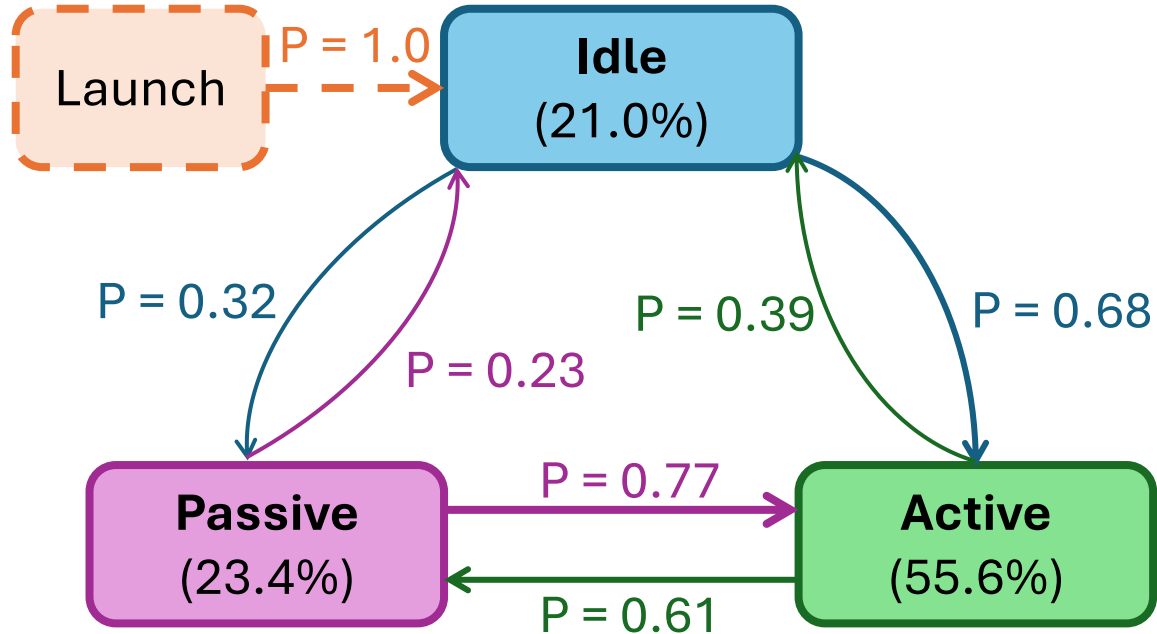 Launch
P = 1.0
Idle
(21.0%)
P = 0.32
P = 0.23
P = 0.39
P = 0.68
Passive
(23.4%)
P = 0.77
P = 0.61
Active
(55.6%)